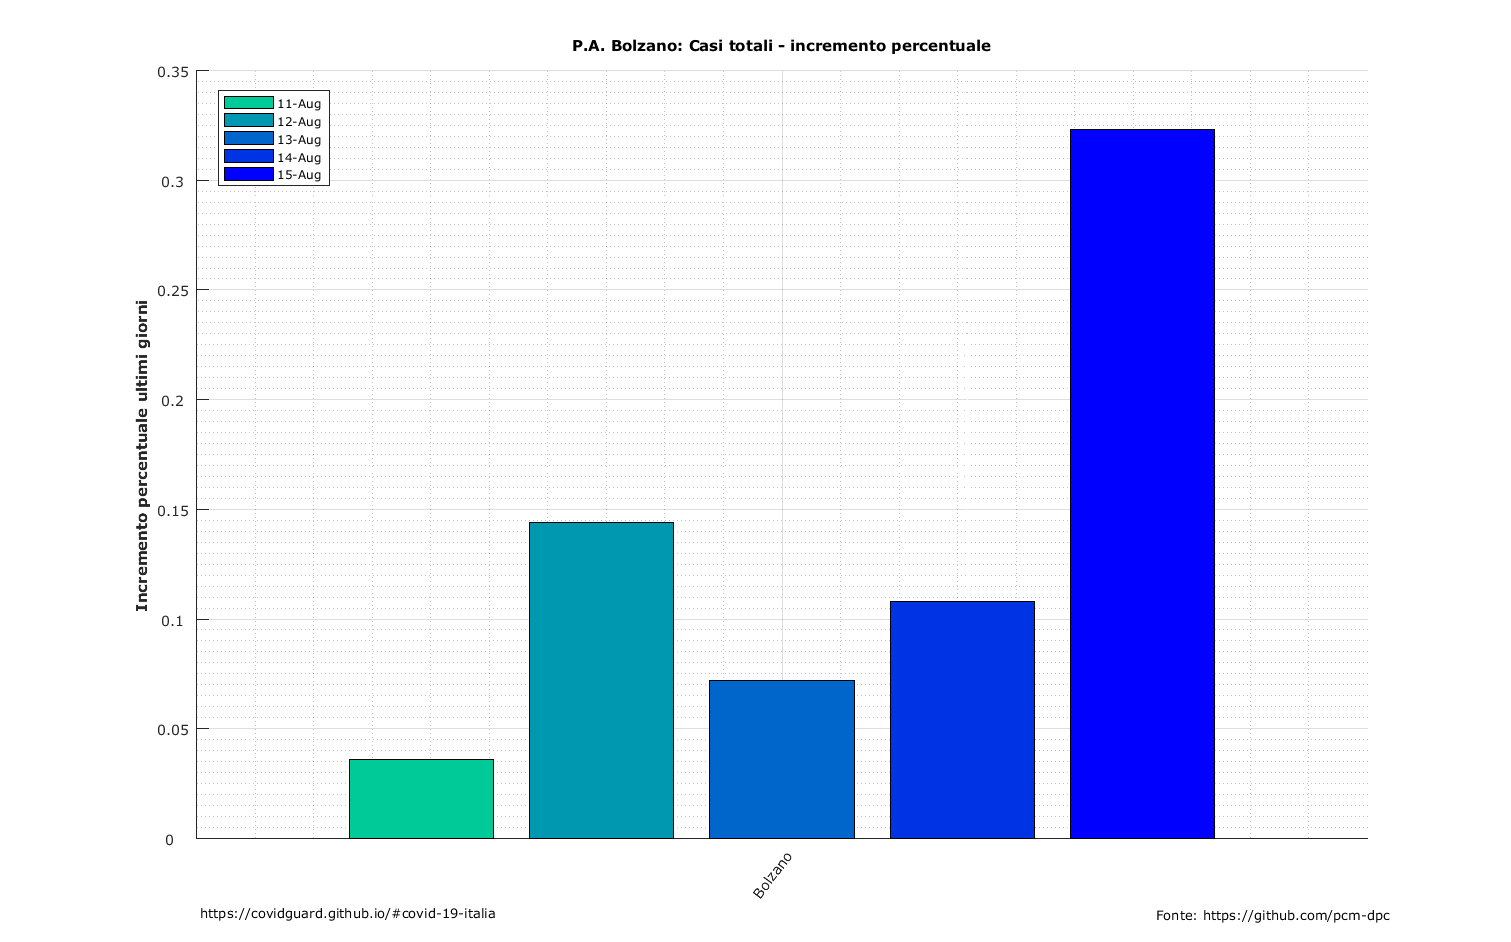 P.A. Bolzano: Casi totali - incremento percentuale
0.35
0.3
0.25
0.2
0.15
0.1
0.05
0
11-Aug
12-Aug
13-Aug
14-Aug
15-Aug
Incremento percentuale ultimi giorni
Bolzano
https://covidguard.github.io/#covid-19-italia
Fonte: https://github.com/pcm-dpc